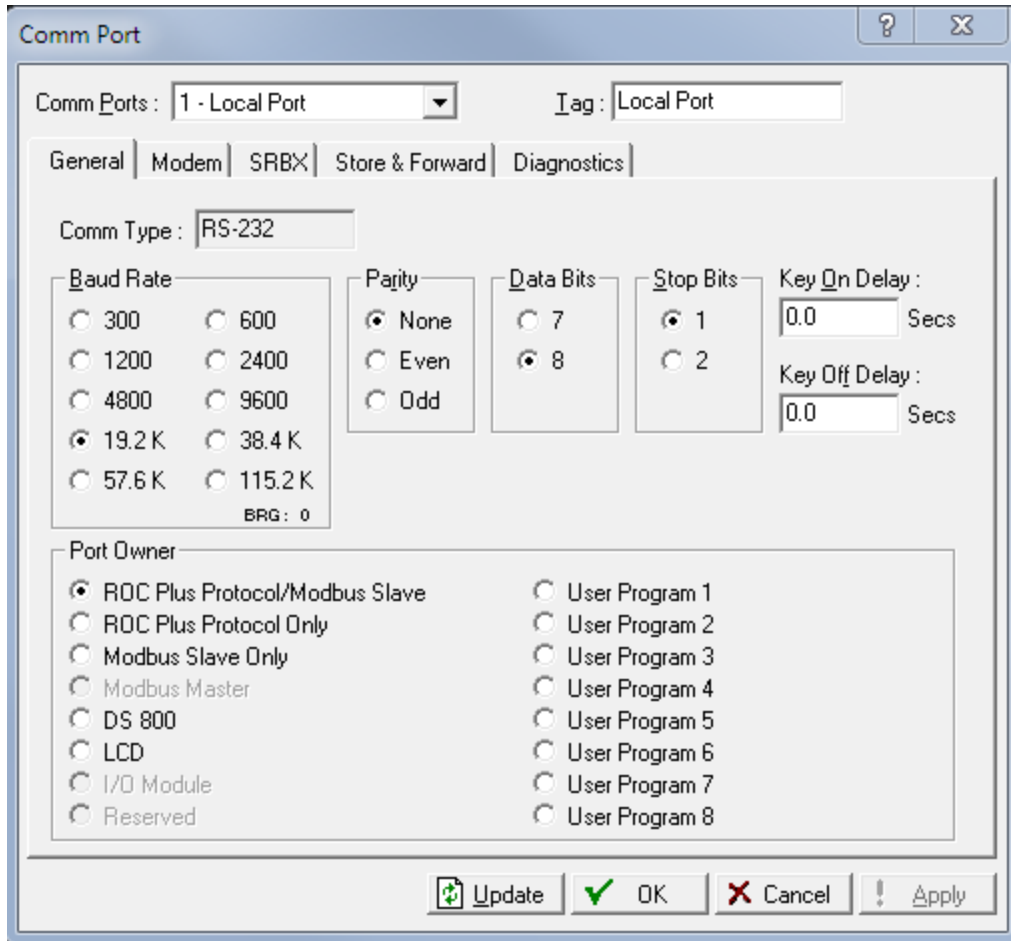 Comm Port
Comm Ports : 1 - Local Port Tag : Local Port
General Modem SRBX Store & Forward Diagnostics
Comm Type : RS-232
Baud Rate Parity Data Bits Stop Bits Key On Delay :
300 600 None 7 1 0.0 Secs
1200 2400 Even 8 2 Key Off Delay :
4800 9600 Odd 0.0 Secs
19.2 K 38.4 K
57.6 K 115.2 K
BRG : 0
Port Owner
ROC Plus Protocol/Modbus Slave User Program 1
ROC Plus Protocol Only User Program 2
Modbus Slave Only User Program 3
Modbus Master User Program 4
DS 800 User Program 5
LCD User Program 6
I/O Module User Program 7
Reserved User Program 8
Update OK Cancel Apply